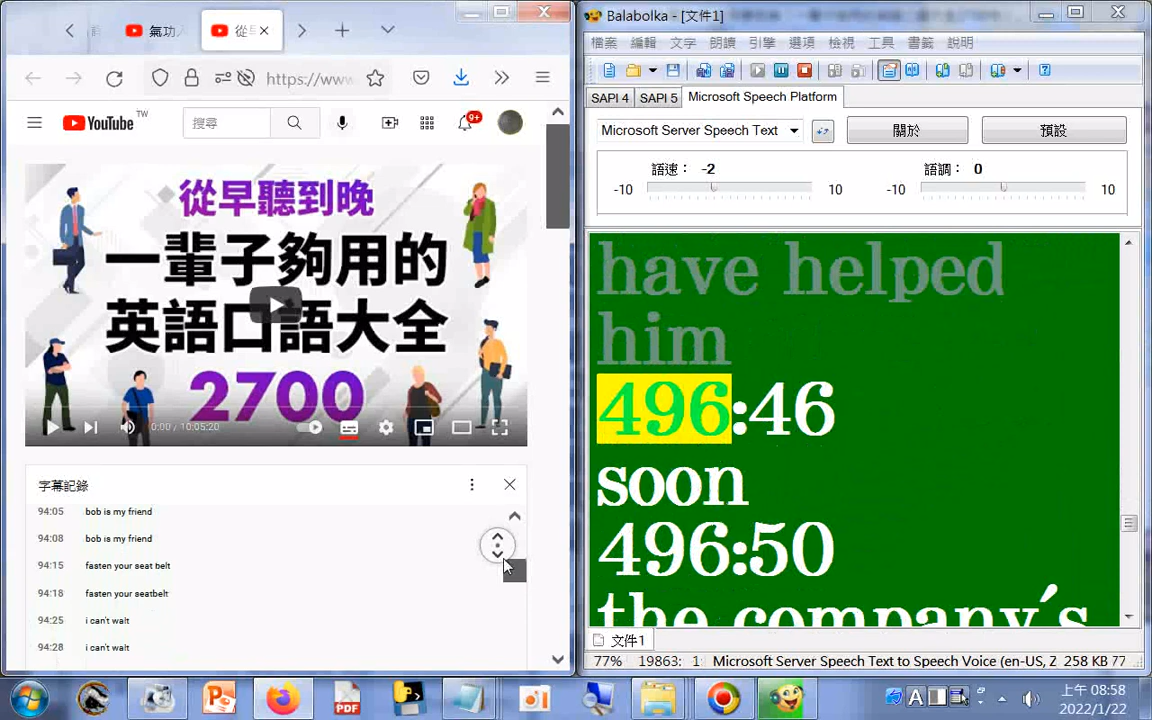 氣功人
從
https://www
YouTube TW
搜尋
9+
從早聽到晚
一輩子夠用的
英語口語大全
2700
0:00 / 10:05:20
字幕記錄
94:05 bob is my friend
94:08 bob is my friend
94:15 fasten your seat belt
94:18 fasten your seatbelt
94:25 i can't wait
94:28 i can't wait
Balabolka - [文件1]
檔案 編輯 文字 朗讀 引擎 選項 檢視 工具 書籤 說明
SAPI 4 SAPI 5 Microsoft Speech Platform
Microsoft Server Speech Text 關於 預設
語速: -2 語調: 0
-10 10 -10 10
have helped
him
496:46
soon
496:50
the company's
文件1
77% 19863: 1: Microsoft Server Speech Text to Speech Voice (en-US, Z 258 KB 77
PDF
A
上午 08:58
2022/1/22